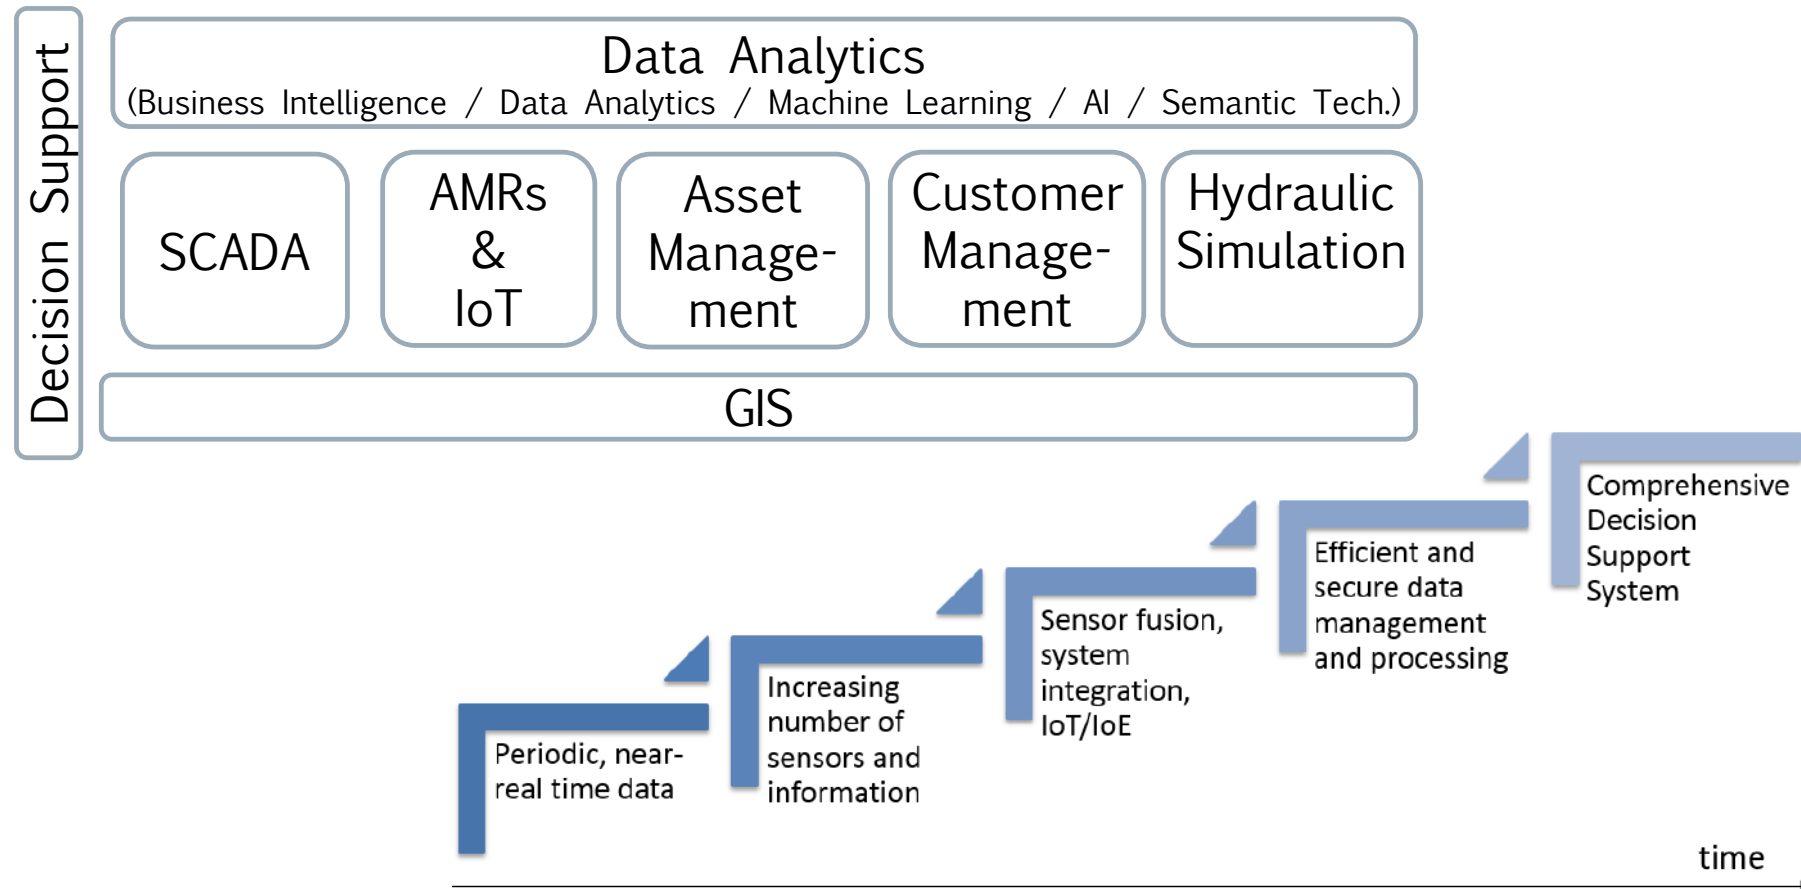 Decision Support
Data Analytics
(Business Intelligence / Data Analytics / Machine Learning / AI / Semantic Tech.)
SCADA
AMRs
&
IoT
Asset
Manage-
ment
Customer
Manage-
ment
Hydraulic
Simulation
GIS
Periodic, near-
real time data
Increasing
number of
sensors and
information
Sensor fusion,
system
integration,
IoT/IoE
Efficient and
secure data
management
and processing
Comprehensive
Decision
Support
System
time